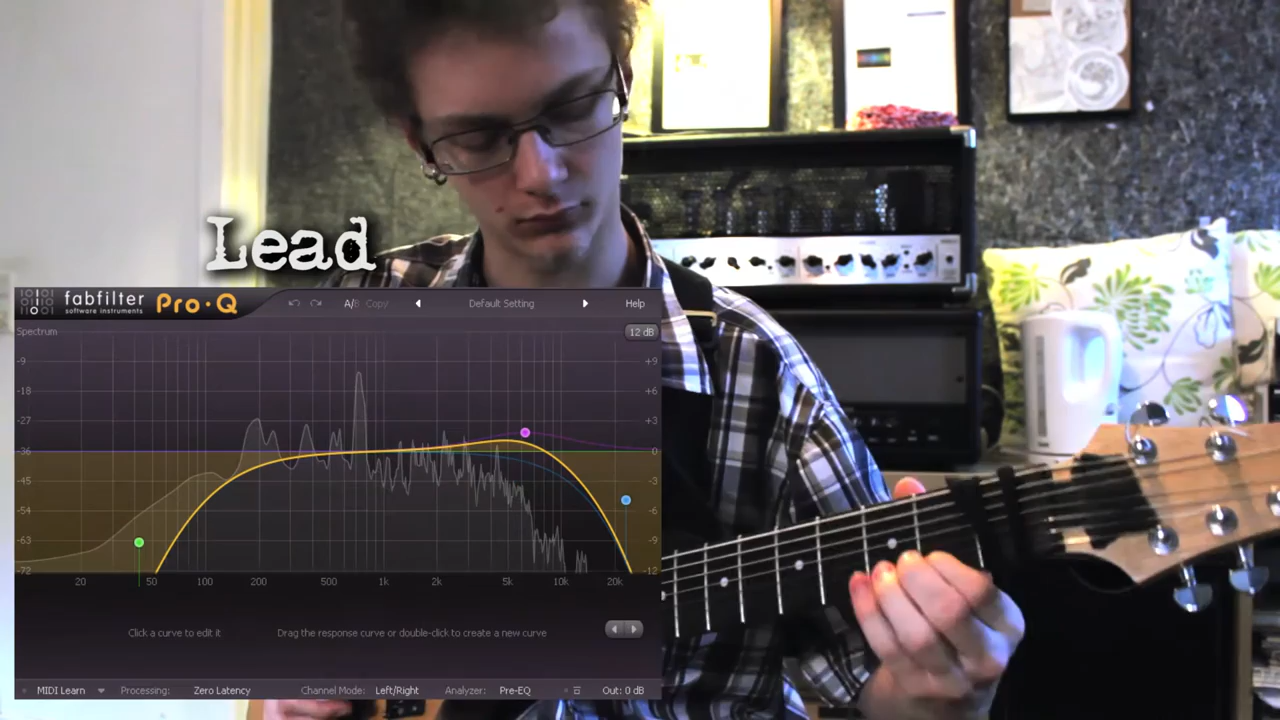 Lead
fabfilter Pro·Q
software instruments
A/B Copy
Default Setting
Help
Spectrum
12 dB
-9 +9
-18 +6
-27 +3
-36 0
-45 -3
-54 -6
-63 -9
-72 -12
20 50 100 200 500 1k 2k 5k 10k 20k
Click a curve to edit it
Drag the response curve or double-click to create a new curve
MIDI Learn Processing: Zero Latency Channel Mode: Left/Right Analyzer: Pre-EQ Out: 0 dB